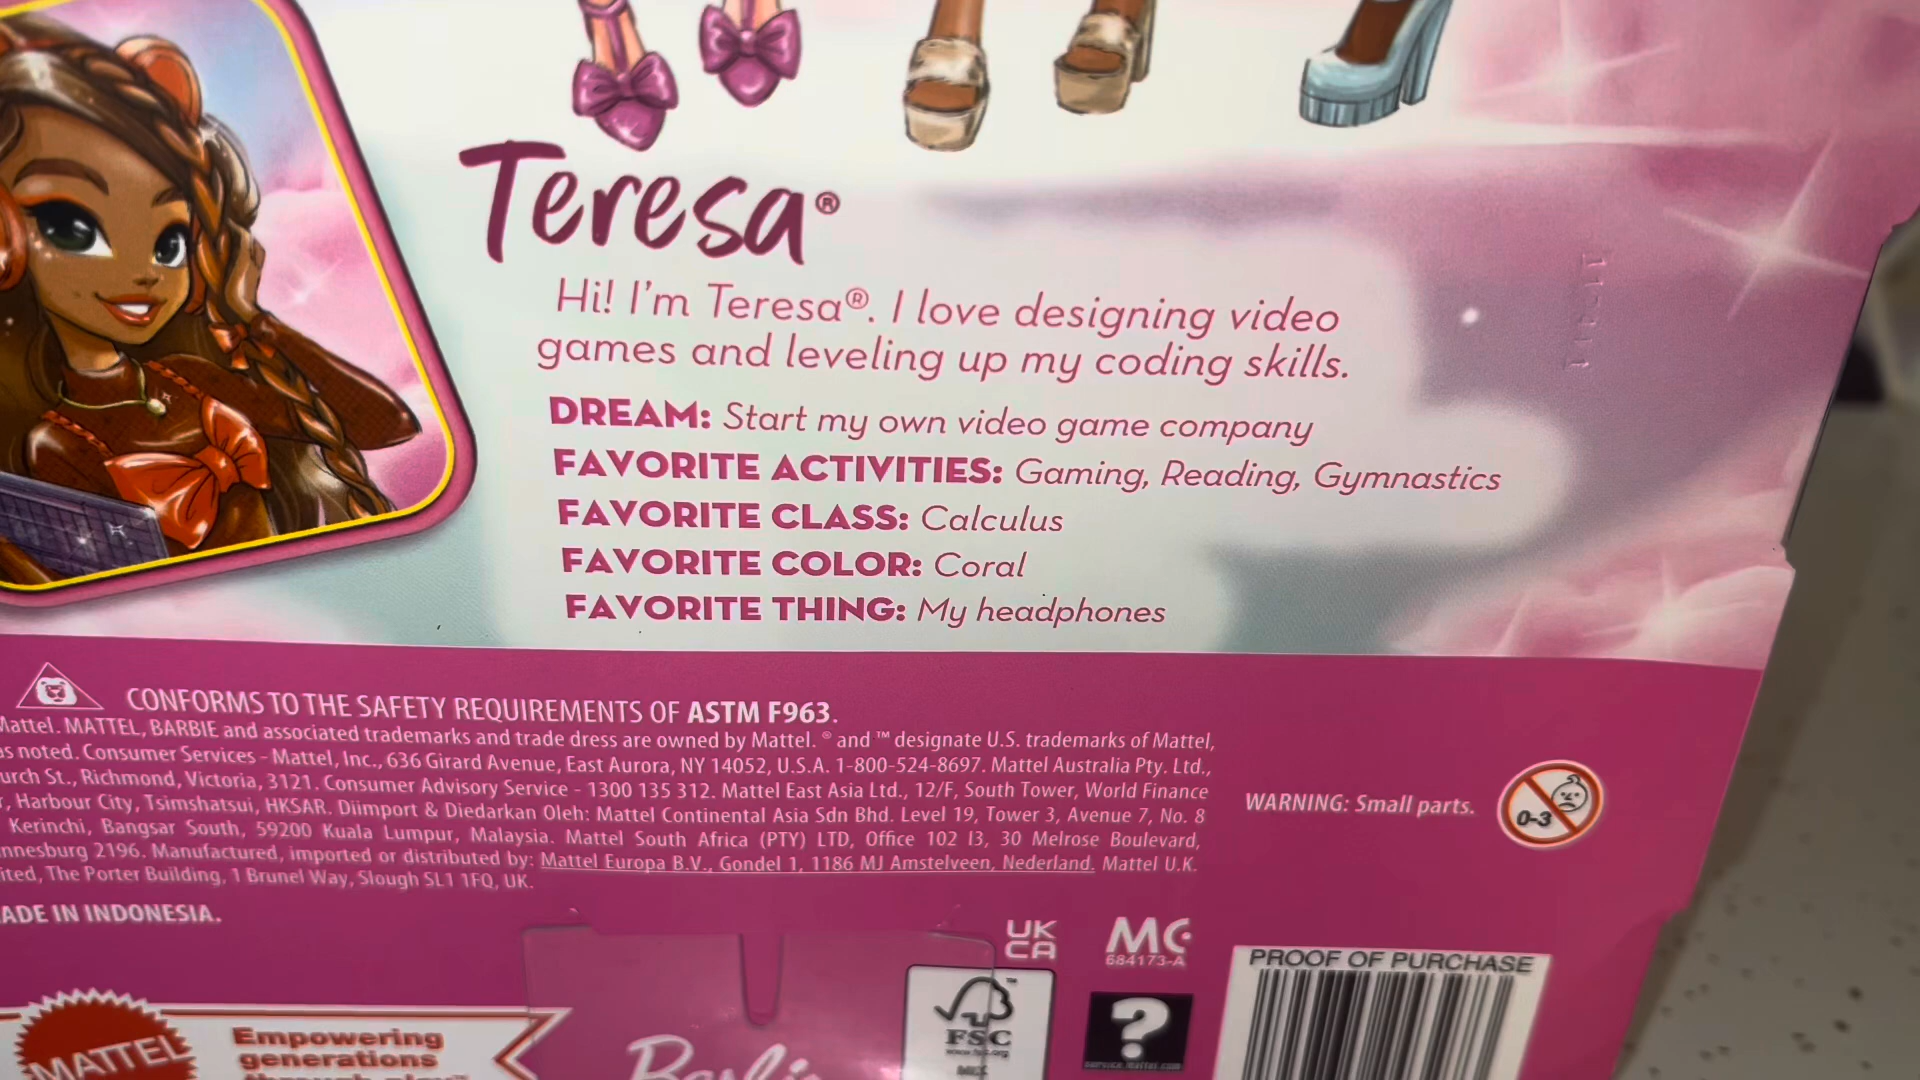 Teresa®
Hi! I'm Teresa®. I love designing video
games and leveling up my coding skills.
DREAM: Start my own video game company
FAVORITE ACTIVITIES: Gaming, Reading, Gymnastics
FAVORITE CLASS: Calculus
FAVORITE COLOR: Coral
FAVORITE THING: My headphones
CONFORMS TO THE SAFETY REQUIREMENTS OF ASTM F963.
Mattel. MATTEL, BARBIE and associated trademarks and trade dress are owned by Mattel. ® and ™ designate U.S. trademarks of Mattel,
as noted. Consumer Services - Mattel, Inc., 636 Girard Avenue, East Aurora, NY 14052, U.S.A. 1-800-524-8697. Mattel Australia Pty. Ltd.,
urch St., Richmond, Victoria, 3121. Consumer Advisory Service - 1300 135 312. Mattel East Asia Ltd., 12/F, South Tower, World Finance
, Harbour City, Tsimshatsui, HKSAR. Diimport & Diedarkan Oleh: Mattel Continental Asia Sdn Bhd. Level 19, Tower 3, Avenue 7, No. 8
Kerinchi, Bangsar South, 59200 Kuala Lumpur, Malaysia. Mattel South Africa (PTY) LTD, Office 102 I3, 30 Melrose Boulevard,
nnesburg 2196. Manufactured, imported or distributed by: Mattel Europa B.V., Gondel 1, 1186 MJ Amstelveen, Nederland. Mattel U.K.
ited, The Porter Building, 1 Brunel Way, Slough SL1 1FQ, UK.
WARNING: Small parts.
0-3
ADE IN INDONESIA.
UK
CA
MC
684173-A
PROOF OF PURCHASE
MATTEL
Empowering
generations
through play™
Barbie
FSC™
www.fsc.org
MIX
?
service.mattel.com